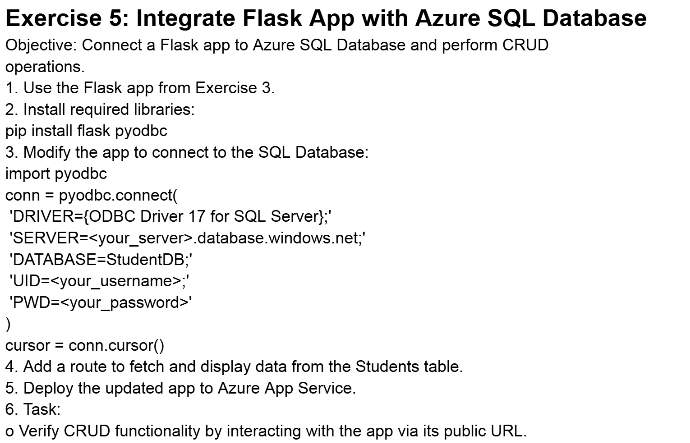 Exercise 5: Integrate Flask App with Azure SQL Database
Objective: Connect a Flask app to Azure SQL Database and perform CRUD
operations.
1. Use the Flask app from Exercise 3.
2. Install required libraries:
pip install flask pyodbc
3. Modify the app to connect to the SQL Database:
import pyodbc
conn = pyodbc.connect(
'DRIVER={ODBC Driver 17 for SQL Server};'
'SERVER=<your_server>.database.windows.net;'
'DATABASE=StudentDB;'
'UID=<your_username>;'
'PWD=<your_password>'
)
cursor = conn.cursor()
4. Add a route to fetch and display data from the Students table.
5. Deploy the updated app to Azure App Service.
6. Task:
o Verify CRUD functionality by interacting with the app via its public URL.